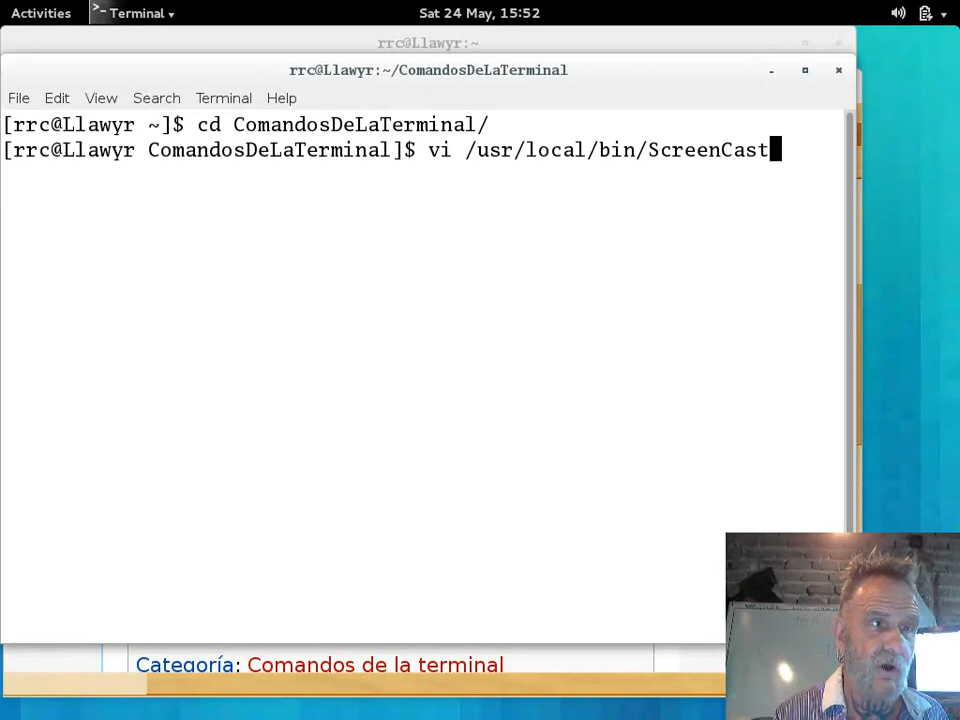 Activities >_ Terminal Sat 24 May, 15:52
rrc@Llawyr:~
rrc@Llawyr:~/ComandosDeLaTerminal
File Edit View Search Terminal Help
[rrc@Llawyr ~]$ cd ComandosDeLaTerminal/
[rrc@Llawyr ComandosDeLaTerminal]$ vi /usr/local/bin/ScreenCast
Categoría: Comandos de la terminal